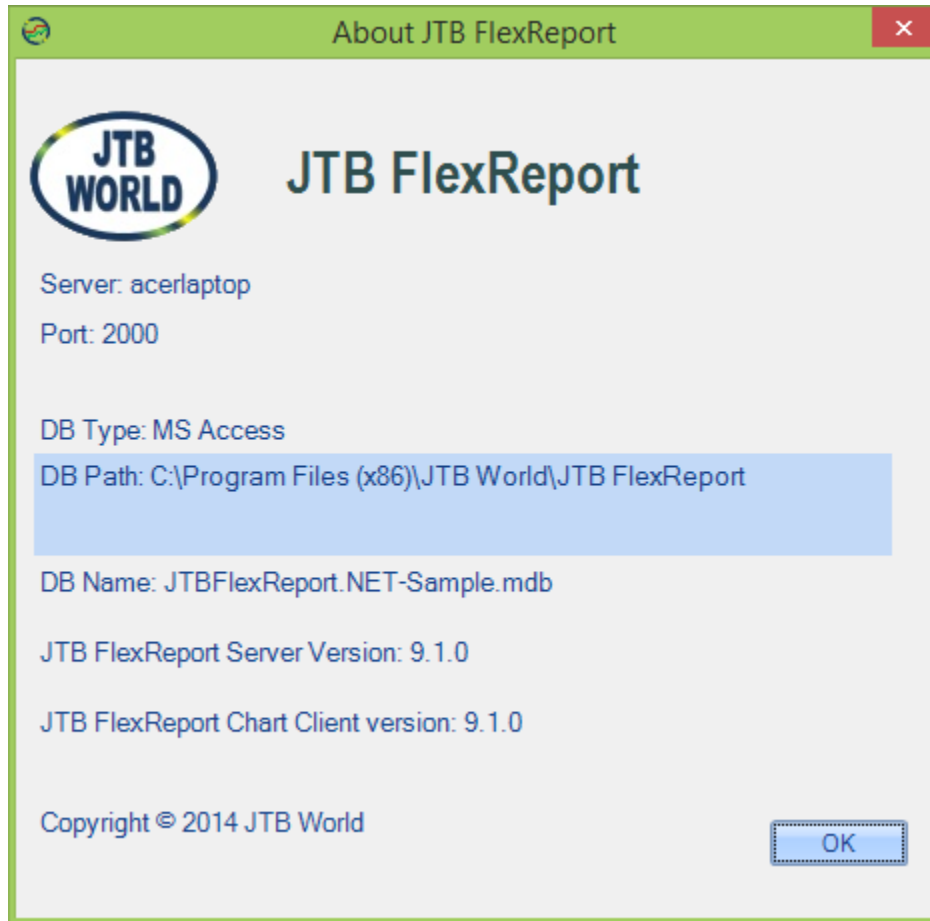 About JTB FlexReport
JTB
WORLD
JTB FlexReport
Server: acerlaptop
Port: 2000
DB Type: MS Access
DB Path: C:\Program Files (x86)\JTB World\JTB FlexReport
DB Name: JTBFlexReport.NET-Sample.mdb
JTB FlexReport Server Version: 9.1.0
JTB FlexReport Chart Client version: 9.1.0
Copyright © 2014 JTB World
OK